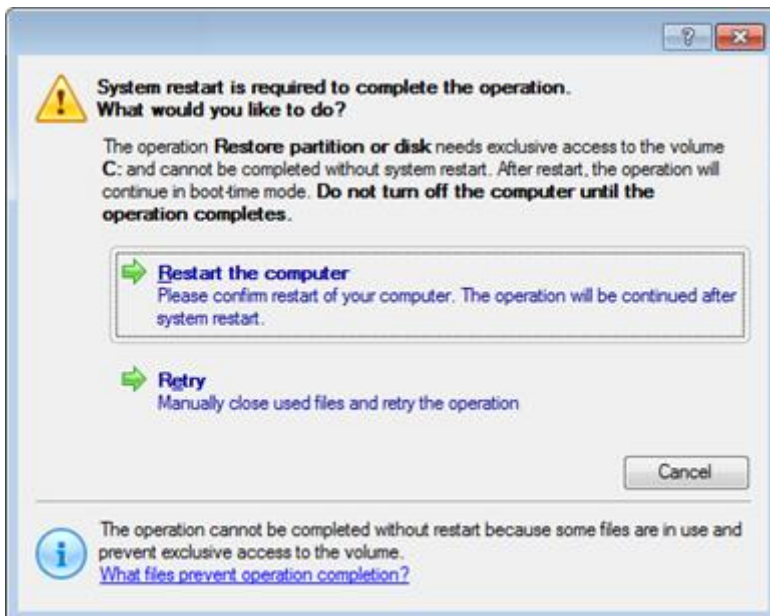 System restart is required to complete the operation.
What would you like to do?
The operation Restore partition or disk needs exclusive access to the volume
C: and cannot be completed without system restart. After restart, the operation will
continue in boot-time mode. Do not turn off the computer until the
operation completes.
Restart the computer
Please confirm restart of your computer. The operation will be continued after
system restart.
Retry
Manually close used files and retry the operation
Cancel
The operation cannot be completed without restart because some files are in use and
prevent exclusive access to the volume.
What files prevent operation completion?